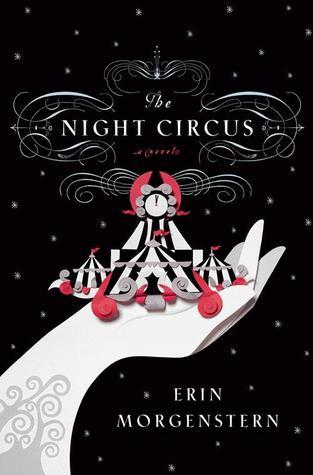 The
NIGHT CIRCUS
a novel
ERIN
MORGENSTERN